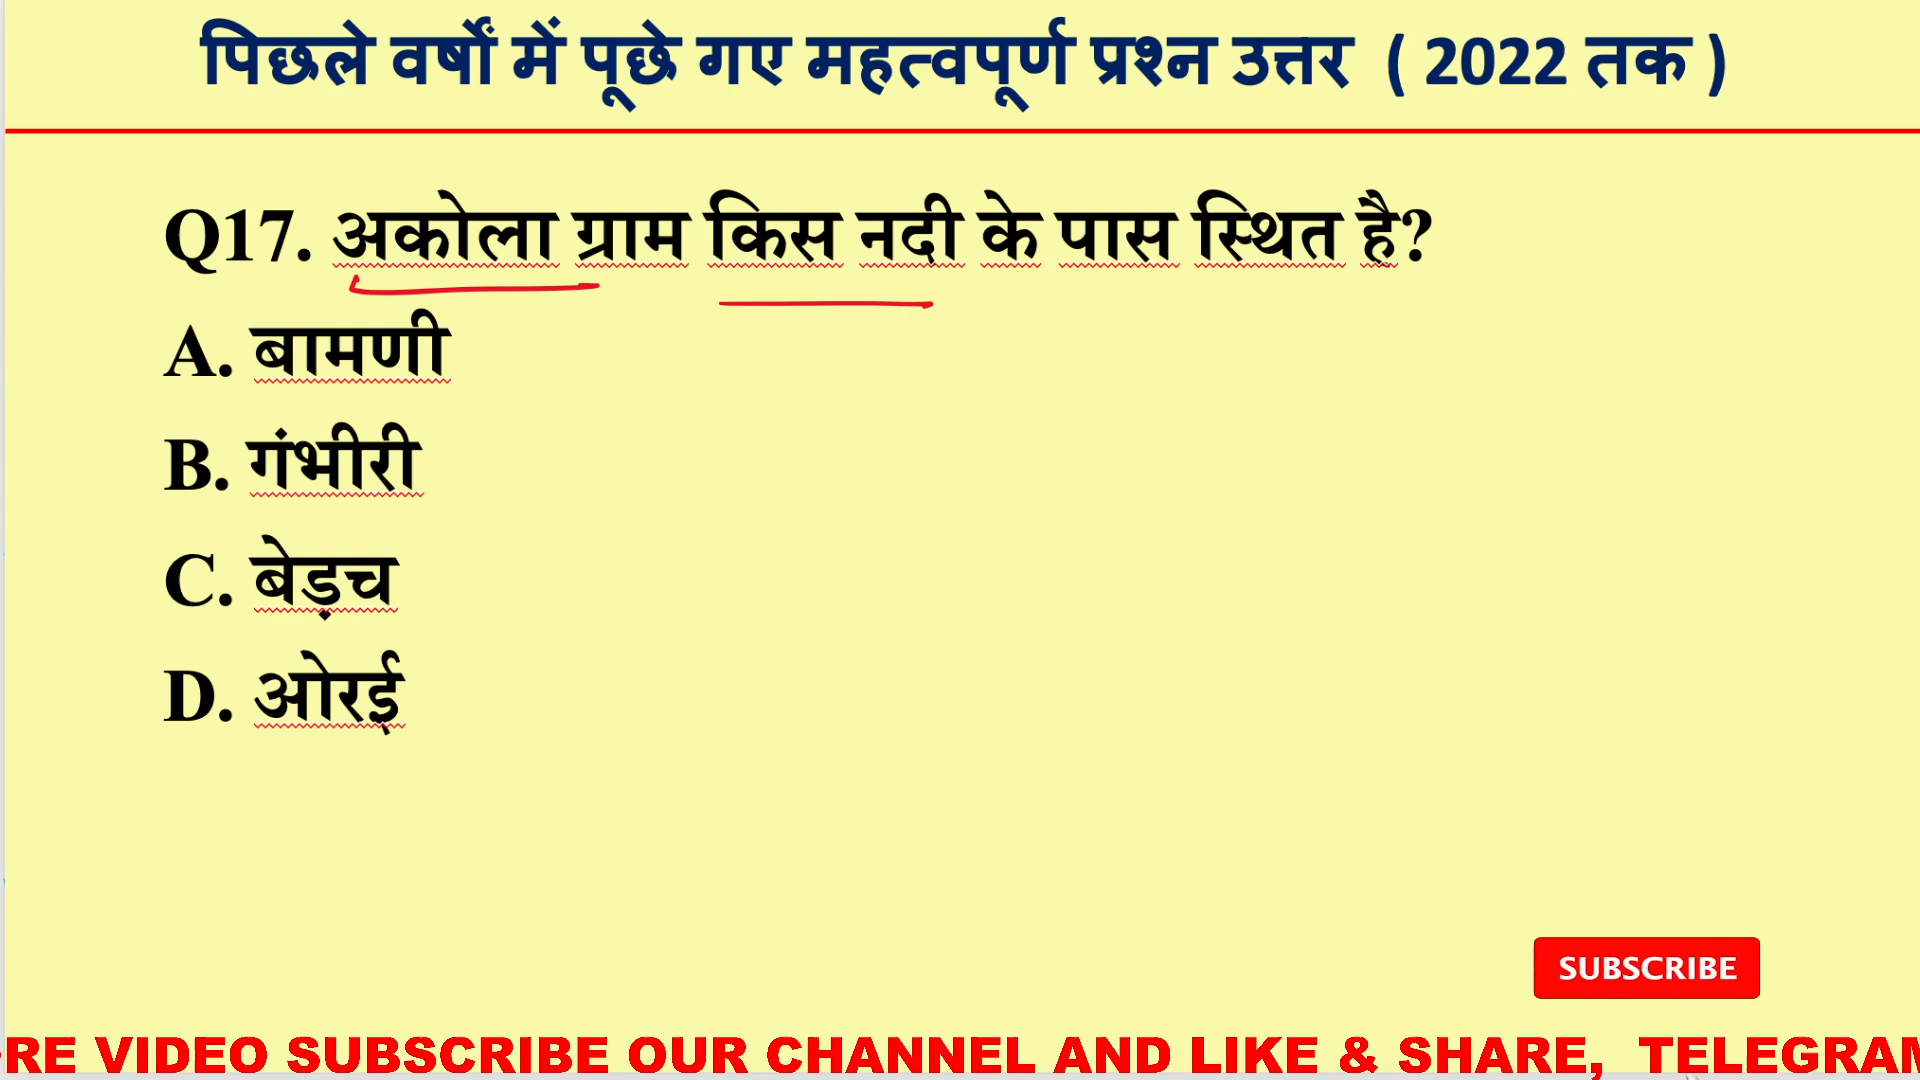 पिछले वर्षों में पूछे गए महत्वपूर्ण प्रश्न उत्तर ( 2022 तक )
Q17. अकोला ग्राम किस नदी के पास स्थित है?
A. बामणी
B. गंभीरी
C. बेड़च
D. ओरई
SUBSCRIBE
RE VIDEO SUBSCRIBE OUR CHANNEL AND LIKE & SHARE, TELEGRAM